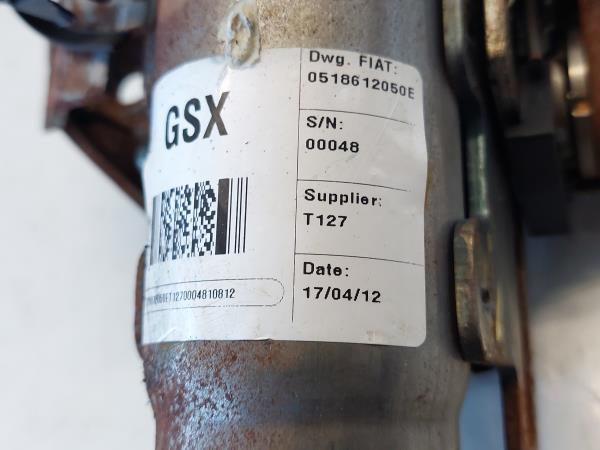 GSX
Dwg. FIAT:
0518612050E
S/N:
00048
Supplier:
T127
Date:
17/04/12